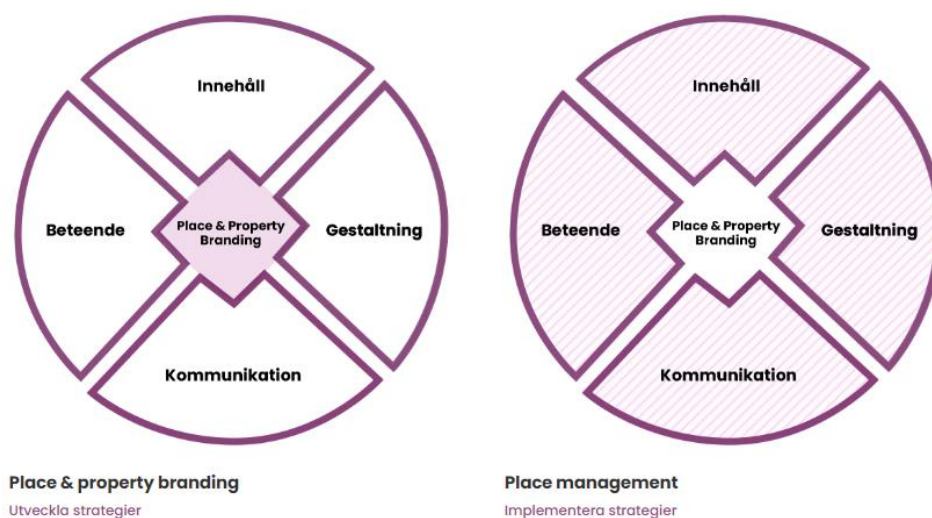 Innehåll
Beteende
Place & Property
Branding
Gestaltning
Kommunikation
Place & property branding
Utveckla strategier
Innehåll
Beteende
Place & Property
Branding
Gestaltning
Kommunikation
Place management
Implementera strategier